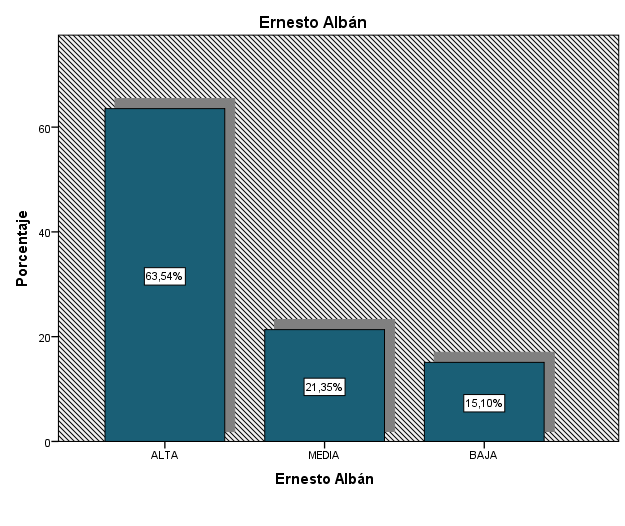 Ernesto Albán
Porcentaje
60
40
20
0
63,54%
21,35%
15,10%
ALTA
MEDIA
BAJA
Ernesto Albán